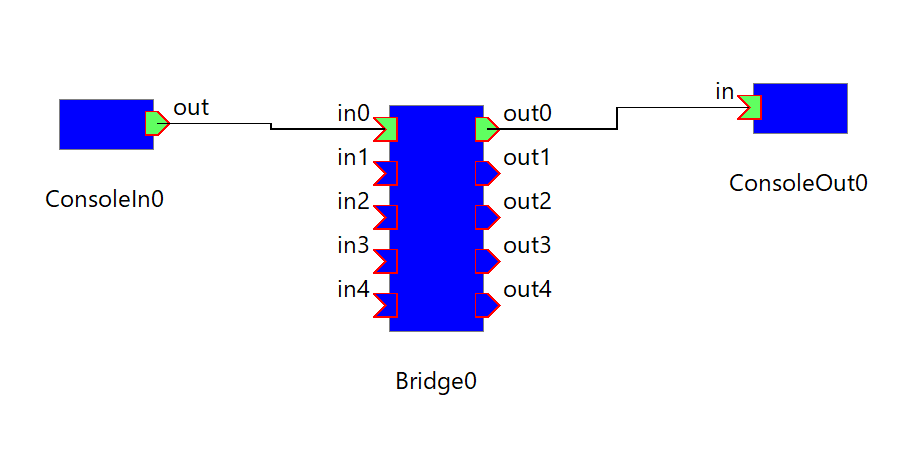 out
ConsoleIn0
in0
in1
in2
in3
in4
out0
out1
out2
out3
out4
Bridge0
in
ConsoleOut0